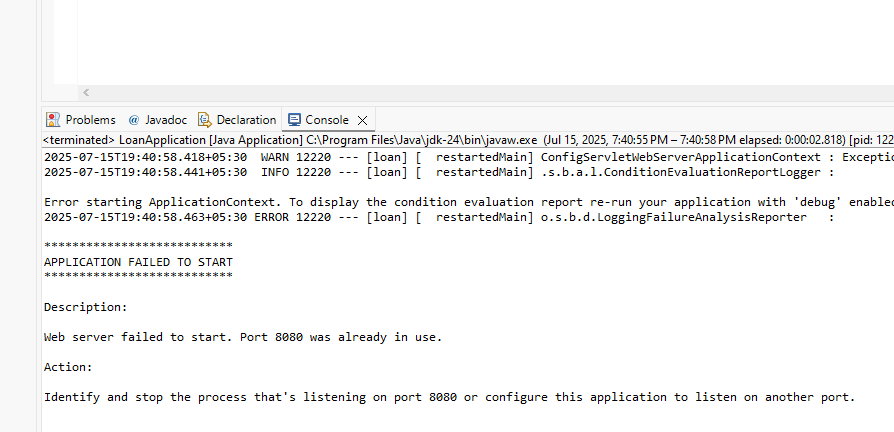 Problems @ Javadoc Declaration Console
<terminated> LoanApplication [Java Application] C:\Program Files\Java\jdk-24\bin\javaw.exe (Jul 15, 2025, 7:40:55 PM – 7:40:58 PM elapsed: 0:00:02.818) [pid: 122
2025-07-15T19:40:58.418+05:30  WARN 12220 --- [loan] [  restartedMain] ConfigServletWebServerApplicationContext : Exceptio
2025-07-15T19:40:58.441+05:30  INFO 12220 --- [loan] [  restartedMain] .s.b.a.l.ConditionEvaluationReportLogger :
Error starting ApplicationContext. To display the condition evaluation report re-run your application with 'debug' enabled
2025-07-15T19:40:58.463+05:30 ERROR 12220 --- [loan] [  restartedMain] o.s.b.d.LoggingFailureAnalysisReporter   :
***************************
APPLICATION FAILED TO START
***************************
Description:
Web server failed to start. Port 8080 was already in use.
Action:
Identify and stop the process that's listening on port 8080 or configure this application to listen on another port.